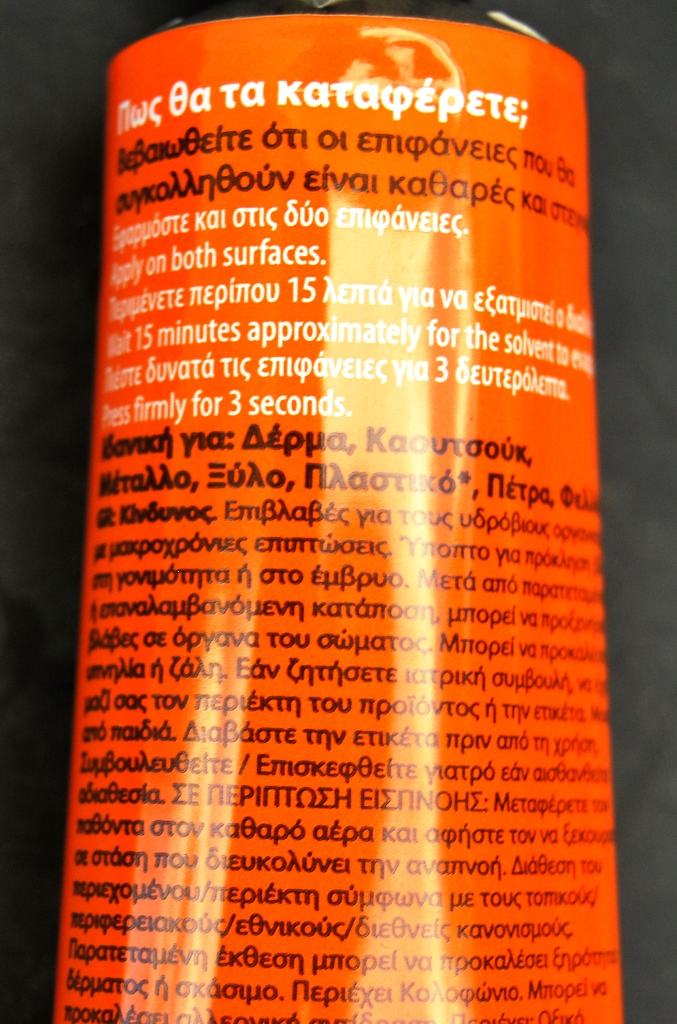 Πως θα τα καταφέρετε;
Βεβαιωθείτε ότι οι επιφάνειες που θα
συγκολληθούν είναι καθαρές και
Εφαρμόστε και στις δύο επιφάνειες.
Apply on both surfaces.
Περιμένετε περίπου 15 λεπτά για να εξατμιστεί ο
Wait 15 minutes approximately for the solvent to
Πιέστε δυνατά τις επιφάνειες για 3 δευτερόλεπτα.
Press firmly for 3 seconds.
Ιδανική για: Δέρμα, Καουτσούκ,
Μέταλλο, Ξύλο, Πλαστικό*, Πέτρα,
GR: Κίνδυνος. Επιβλαβές για τους υδρόβιους
με μακροχρόνιες επιπτώσεις. Ύποπτο για πρόκληση
στη γονιμότητα ή στο έμβρυο. Μετά από
ή επαναλαμβανόμενη κατάποση, μπορεί να
βλάβες σε όργανα του σώματος. Μπορεί να
υπνηλία ή ζάλη. Εάν ζητήσετε ιατρική συμβουλή, να
μαζί σας τον περιέκτη του προϊόντος ή την ετικέτα.
από παιδιά. Διαβάστε την ετικέτα πριν από τη χρήση.
Συμβουλευθείτε / Επισκεφθείτε γιατρό εάν αισθανθείτε
αδιαθεσία. ΣΕ ΠΕΡΙΠΤΩΣΗ ΕΙΣΠΝΟΗΣ: Μεταφέρετε τον
παθόντα στον καθαρό αέρα και αφήστε τον να
σε στάση που διευκολύνει την αναπνοή. Διάθεση του
περιεχομένου/περιέκτη σύμφωνα με τους τοπικούς/
περιφερειακούς/εθνικούς/διεθνείς κανονισμούς.
Παρατεταμένη έκθεση μπορεί να προκαλέσει ξηρότητα
δέρματος ή σκάσιμο. Περιέχει Κολοφώνιο. Μπορεί να
προκαλέσει αλλεργική αντίδραση. Περιέχει: Οξικό